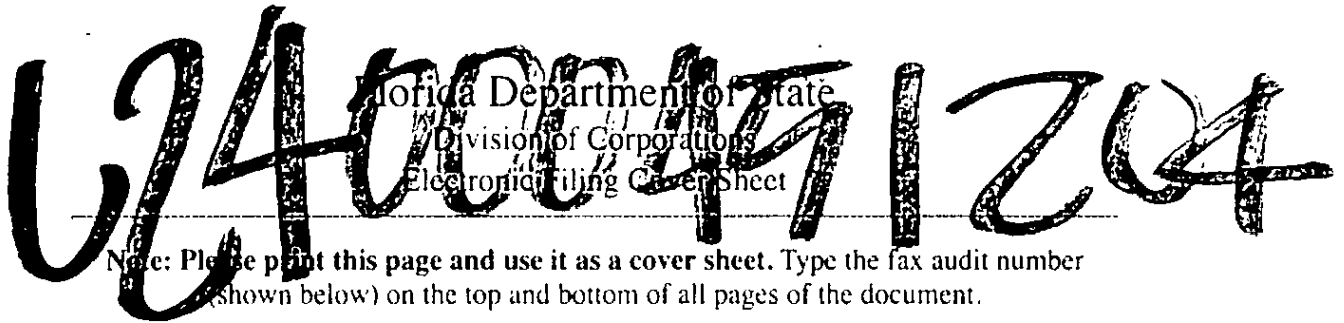 L24000491204
Florida Department of State
Division of Corporations
Electronic Filing Cover Sheet
Note: Please print this page and use it as a cover sheet. Type the fax audit number
(shown below) on the top and bottom of all pages of the document.